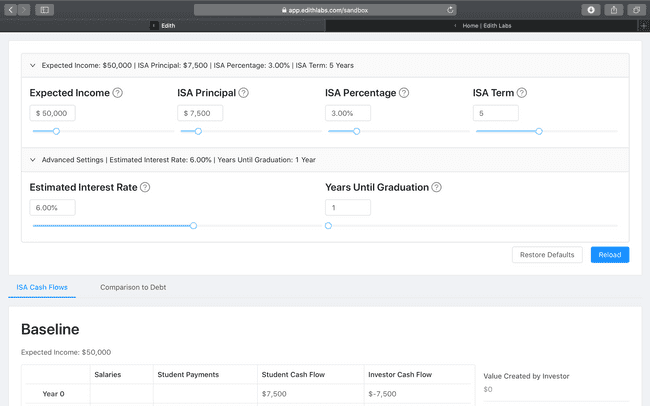 app.edithlabs.com/sandbox
Edith
Home | Edith Labs
Expected Income: $50,000 | ISA Principal: $7,500 | ISA Percentage: 3.00% | ISA Term: 5 Years
Expected Income ? ISA Principal ? ISA Percentage ? ISA Term ?
$ 50,000 $ 7,500 3.00% 5
Advanced Settings | Estimated Interest Rate: 6.00% | Years Until Graduation: 1 Year
Estimated Interest Rate ? Years Until Graduation ?
6.00% 1
Restore Defaults Reload
ISA Cash Flows Comparison to Debt
Baseline
Expected Income: $50,000
Salaries Student Payments Student Cash Flow Investor Cash Flow
Value Created by Investor
Year 0 $7,500 $-7,500
$0